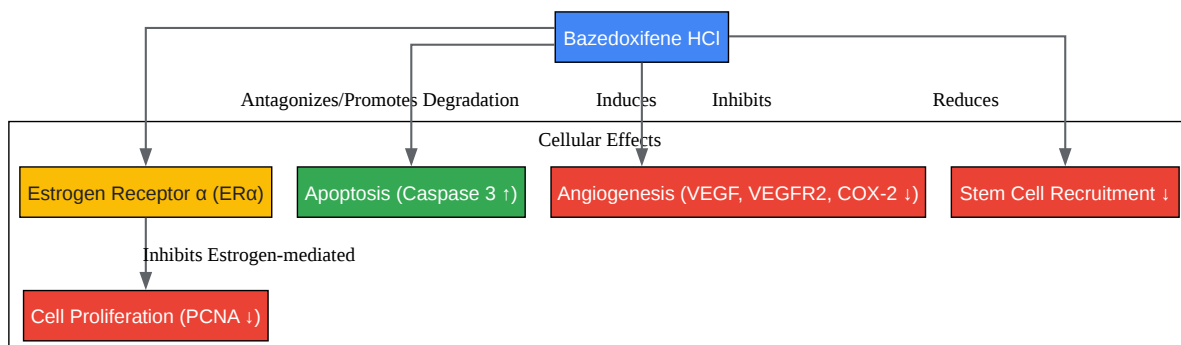 Bazedoxifene HCl
Antagonizes/Promotes Degradation
Induces
Inhibits
Reduces
Cellular Effects
Estrogen Receptor α (ERα)
Apoptosis (Caspase 3 ↑)
Angiogenesis (VEGF, VEGFR2, COX-2 ↓)
Stem Cell Recruitment ↓
Inhibits Estrogen-mediated
Cell Proliferation (PCNA ↓)